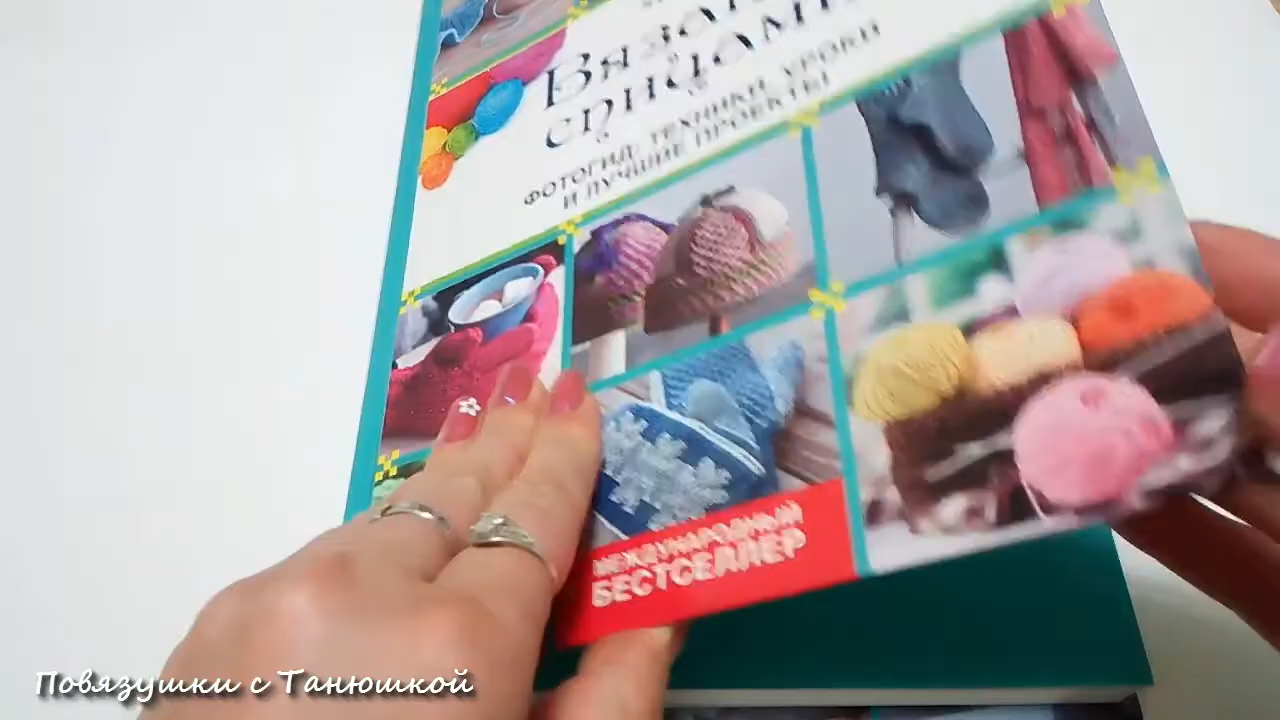 Вязание
спицами
ФОТОГИД: ТЕХНИКИ, УРОКИ
И ЛУЧШИЕ ПРОЕКТЫ
МЕЖДУНАРОДНЫЙ
БЕСТСЕЛЛЕР
Повязушки с Танюшкой